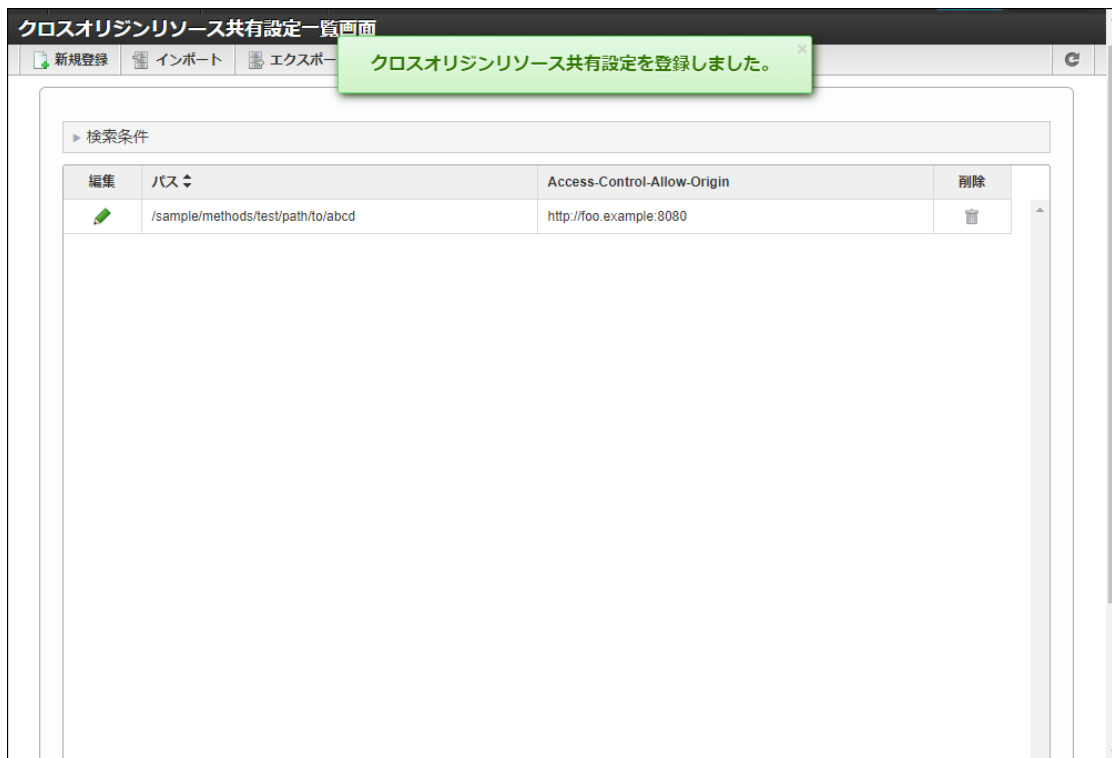 クロスオリジンリソース共有設定一覧画面
新規登録 インポート エクスポー
クロスオリジンリソース共有設定を登録しました。 ×
検索条件
編集 パス Access-Control-Allow-Origin 削除
/sample/methods/test/path/to/abcd http://foo.example:8080